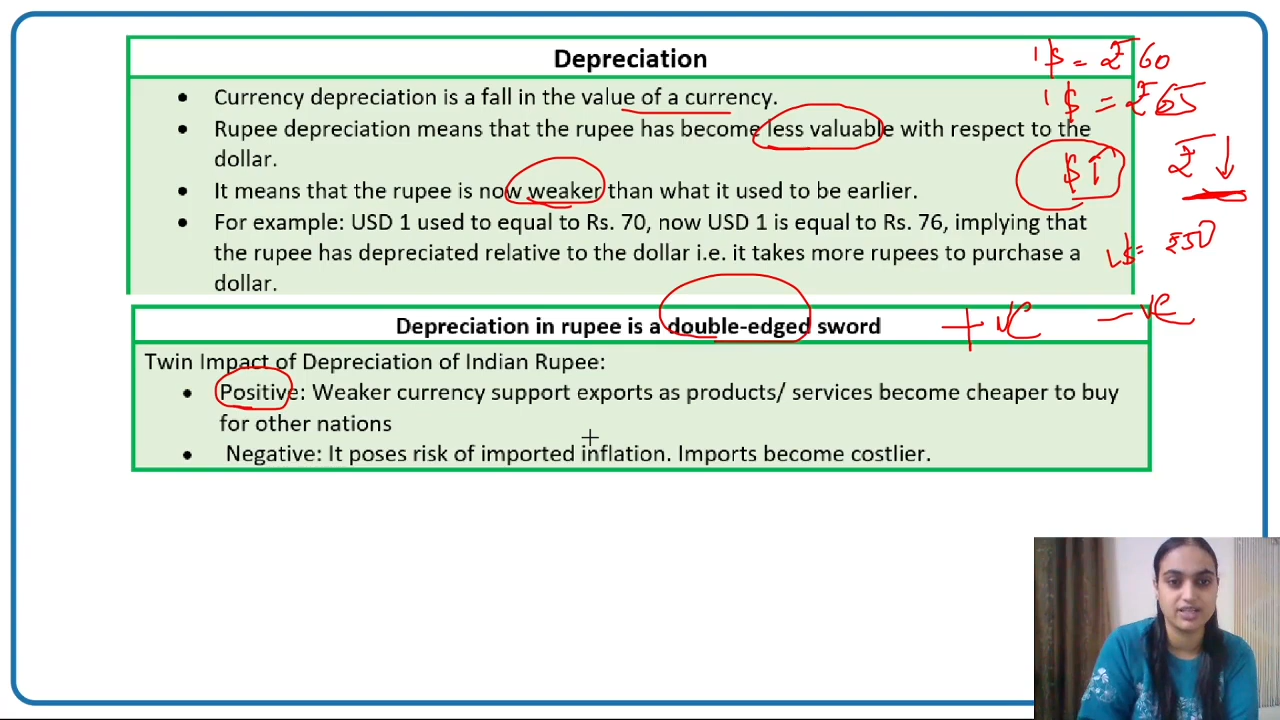 Depreciation
1$ = ₹60
• Currency depreciation is a fall in the value of a currency.
1$ = ₹65
• Rupee depreciation means that the rupee has become less valuable with respect to the
dollar.
$↑ ₹↓
• It means that the rupee is now weaker than what it used to be earlier.
• For example: USD 1 used to equal to Rs. 70, now USD 1 is equal to Rs. 76, implying that
1$= ₹50
the rupee has depreciated relative to the dollar i.e. it takes more rupees to purchase a
dollar.
Depreciation in rupee is a double-edged sword
+ve -ve
Twin Impact of Depreciation of Indian Rupee:
• Positive: Weaker currency support exports as products/ services become cheaper to buy
for other nations
• Negative: It poses risk of imported inflation. Imports become costlier.